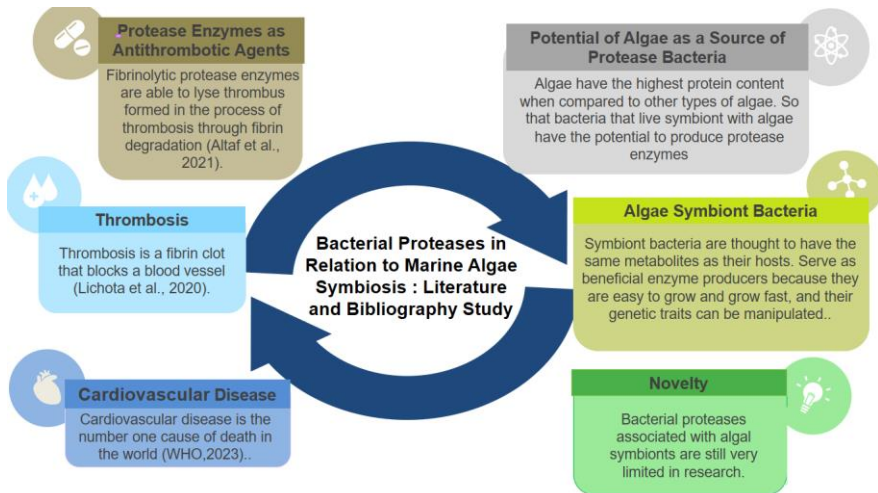 Protease Enzymes as
Antithrombotic Agents
Fibrinolytic protease enzymes
are able to lyse thrombus
formed in the process of
thrombosis through fibrin
degradation (Altaf et al.,
2021).
Thrombosis
Thrombosis is a fibrin clot
that blocks a blood vessel
(Lichota et al., 2020).
Cardiovascular Disease
Cardiovascular disease is the
number one cause of death in
the world (WHO,2023)..
Bacterial Proteases in
Relation to Marine Algae
Symbiosis : Literature
and Bibliography Study
Potential of Algae as a Source of
Protease Bacteria
Algae have the highest protein content
when compared to other types of algae. So
that bacteria that live symbiont with algae
have the potential to produce protease
enzymes
Algae Symbiont Bacteria
Symbiont bacteria are thought to have the
same metabolites as their hosts. Serve as
beneficial enzyme producers because they
are easy to grow and grow fast, and their
genetic traits can be manipulated..
Novelty
Bacterial proteases
associated with algal
symbionts are still very
limited in research.